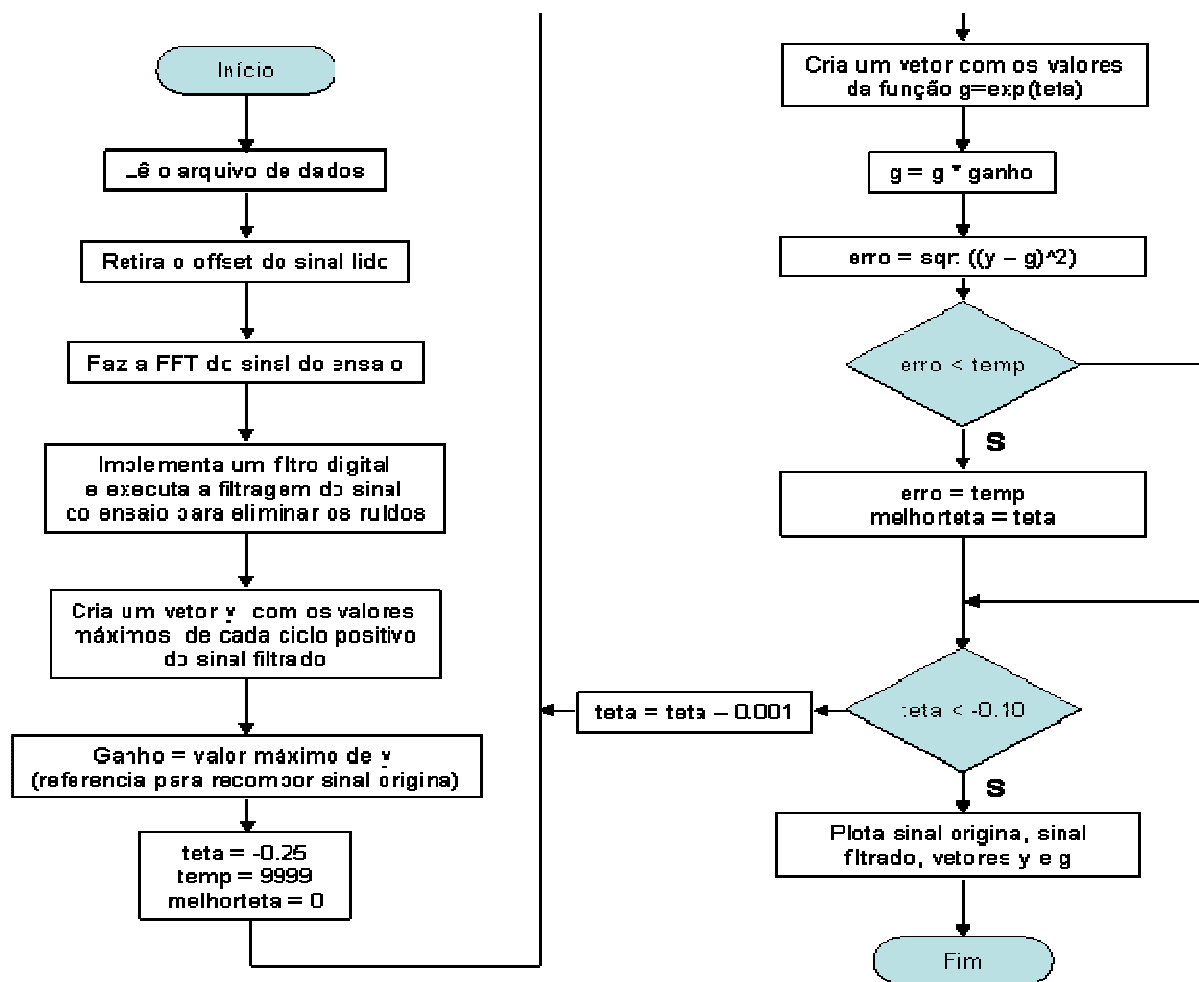 Início
Lê o arquivo de dados
Retira o offset do sinal lido
Faz a FFT do sinal do ensaio
Implementa um filtro digital
e executa a filtragem do sinal
do ensaio para eliminar os ruídos
Cria um vetor y com os valores
máximos de cada ciclo positivo
do sinal filtrado
Ganho = valor máximo de y
(referencia para recompor sinal origina)
teta = -0.25
temp = 9999
melhorteta = 0
Cria um vetor com os valores
da função g=exp(teta)
g = g * ganho
erro = sqrt ((y – g)^2)
erro < temp
S
erro = temp
melhorteta = teta
teta < -0.10
teta = teta – 0.001
S
Plota sinal origina, sinal
filtrado, vetores y e g
Fim